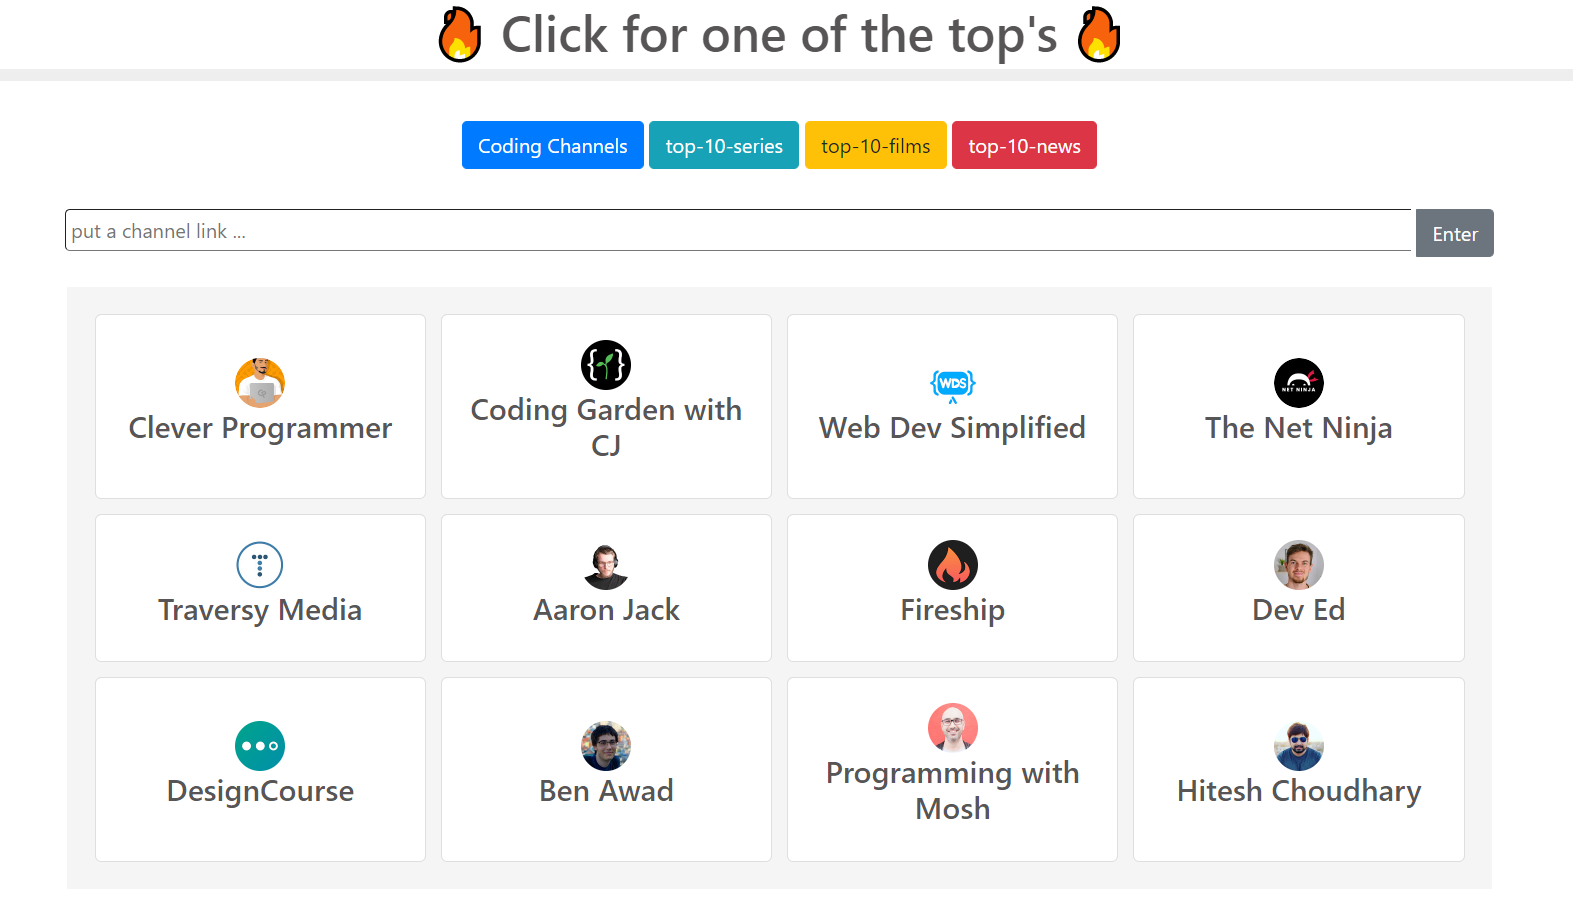 Click for one of the top's
Coding Channels top-10-series top-10-films top-10-news
put a channel link ... Enter
Clever Programmer
Coding Garden with
CJ
WDS
Web Dev Simplified
NET NINJA
The Net Ninja
Traversy Media
Aaron Jack
Fireship
Dev Ed
DesignCourse
Ben Awad
Programming with
Mosh
Hitesh Choudhary